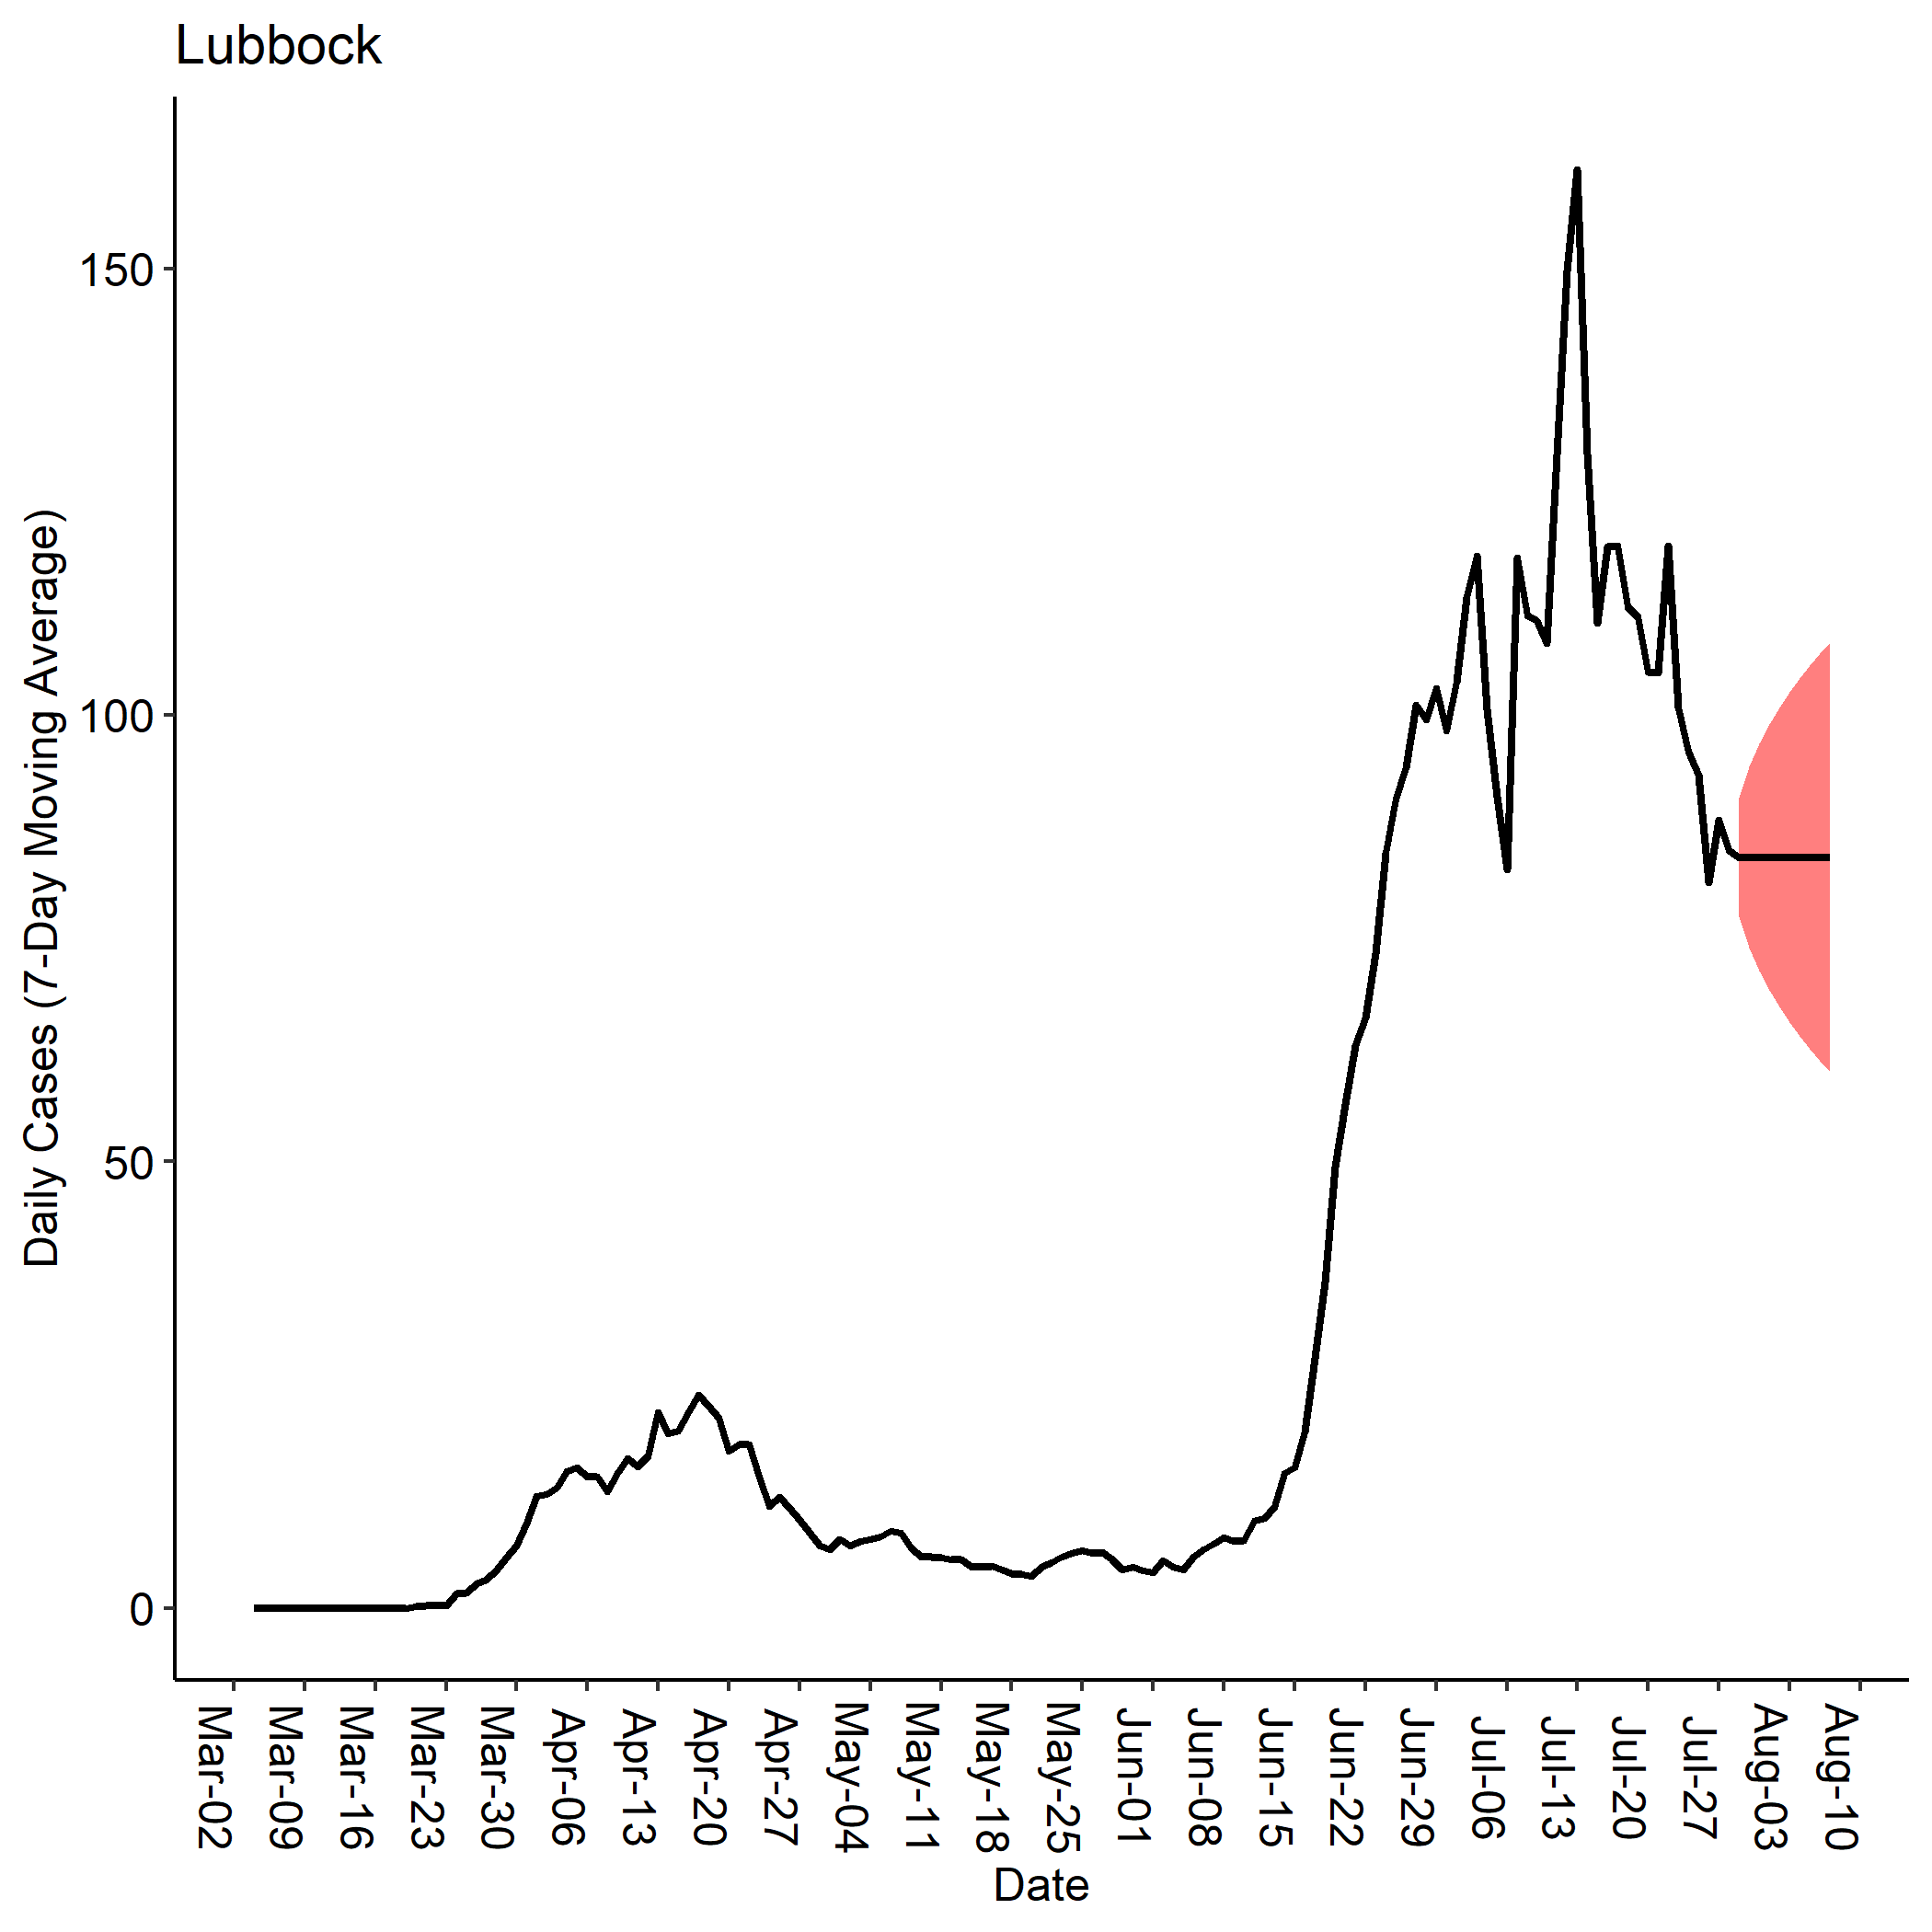 Lubbock
Daily Cases (7-Day Moving Average)
150
100
50
0
Mar-02
Mar-09
Mar-16
Mar-23
Mar-30
Apr-06
Apr-13
Apr-20
Apr-27
May-04
May-11
May-18
May-25
Jun-01
Jun-08
Jun-15
Jun-22
Jun-29
Jul-06
Jul-13
Jul-20
Jul-27
Aug-03
Aug-10
Date